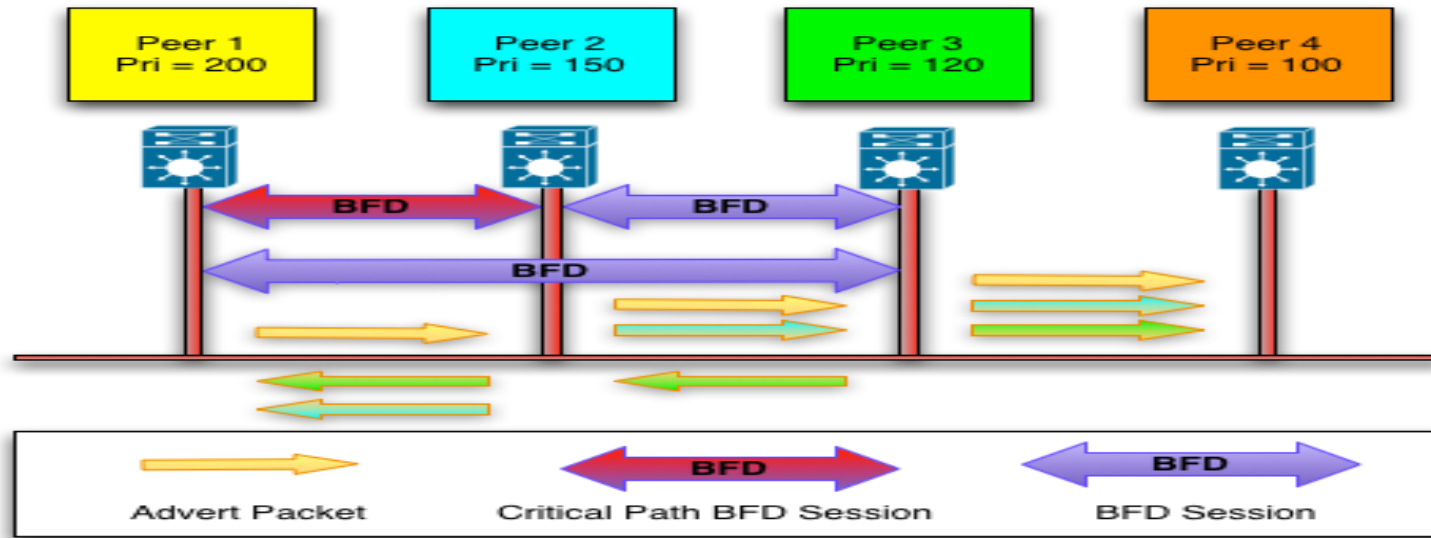 Peer 1
Pri = 200
Peer 2
Pri = 150
Peer 3
Pri = 120
Peer 4
Pri = 100
BFD
BFD
BFD
BFD
BFD
Advert Packet
Critical Path BFD Session
BFD Session